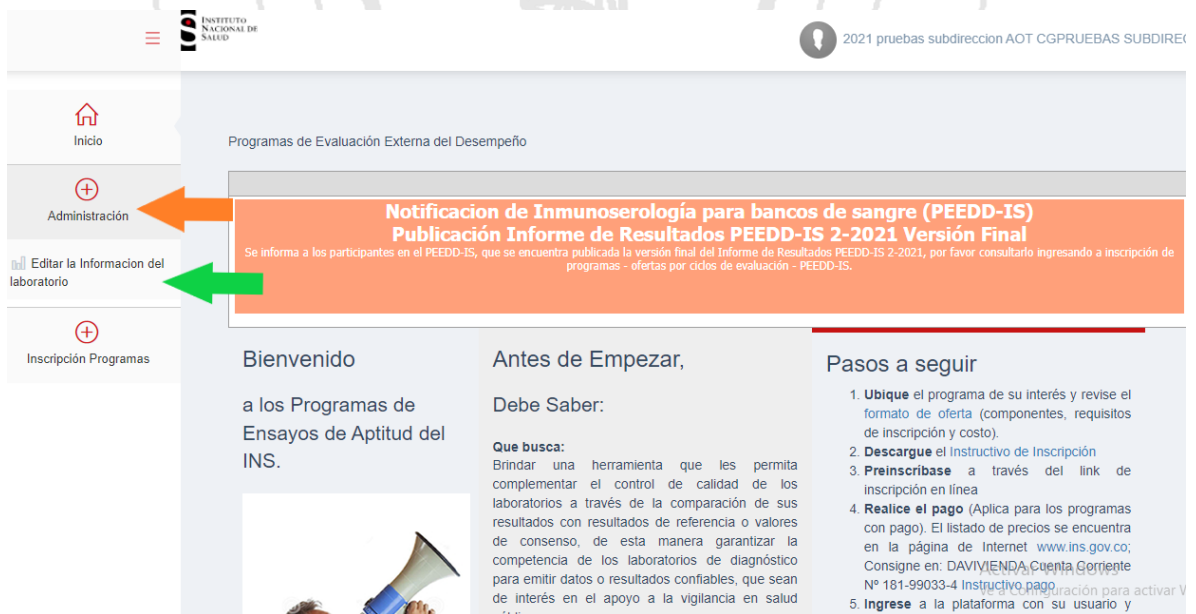 INSTITUTO
NACIONAL DE
SALUD
2021 pruebas subdireccion AOT CGPRUEBAS
Inicio
Administración
Editar la Informacion del
laboratorio
Inscripción Programas
Programas de Evaluación Externa del Desempeño
Notificacion de Inmunoserología para bancos de sangre (PEEDD-IS)
Publicación Informe de Resultados PEEDD-IS 2-2021 Versión Final
Se informa a los participantes en el PEEDD-IS, que se encuentra publicada la versión final del Informe de Resultados PEEDD-IS 2-2021, por favor consultarlo ingresando a inscripción de
programas - ofertas por ciclos de evaluación - PEEDD-IS.
Bienvenido
a los Programas de
Ensayos de Aptitud del
INS.
Antes de Empezar,
Debe Saber:
Que busca:
Brindar una herramienta que les permita
complementar el control de calidad de los
laboratorios a través de la comparación de sus
resultados con resultados de referencia o valores
de consenso, de esta manera garantizar la
competencia de los laboratorios de diagnóstico
para emitir datos o resultados confiables, que sean
de interés en el apoyo a la vigilancia en salud
Pasos a seguir
1. Ubique el programa de su interés y revise el
formato de oferta (componentes, requisitos
de inscripción y costo).
2. Descargue el Instructivo de Inscripción
3. Preinscríbase a través del link de
inscripción en línea
4. Realice el pago (Aplica para los programas
con pago). El listado de precios se encuentra
en la página de Internet www.ins.gov.co;
Consigne en: DAVIVIENDA Cuenta Corriente
Nº 181-99033-4 Instructivo pago
5. Ingrese a la plataforma con su usuario y
Activar Windows
Ve a Configuración para activar